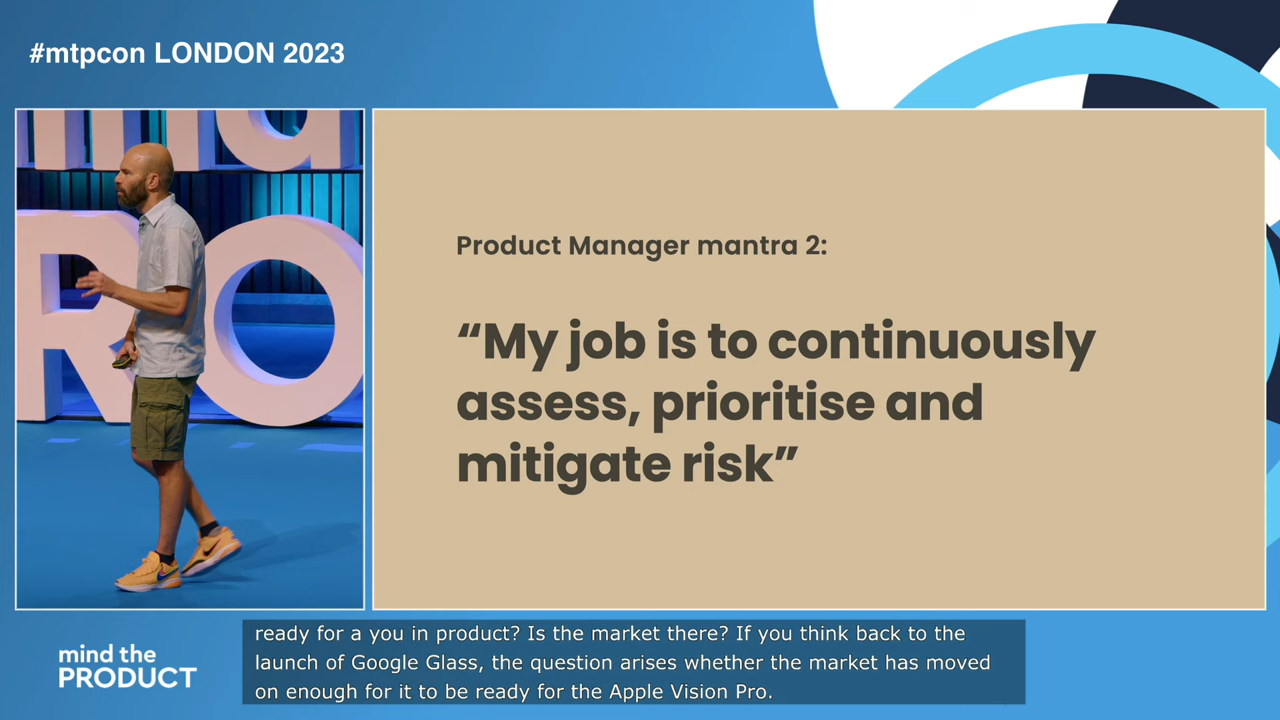 #mtpcon LONDON 2023
Product Manager mantra 2:
“My job is to continuously
assess, prioritise and
mitigate risk”
mind the
PRODUCT
ready for a you in product? Is the market there? If you think back to the
launch of Google Glass, the question arises whether the market has moved
on enough for it to be ready for the Apple Vision Pro.